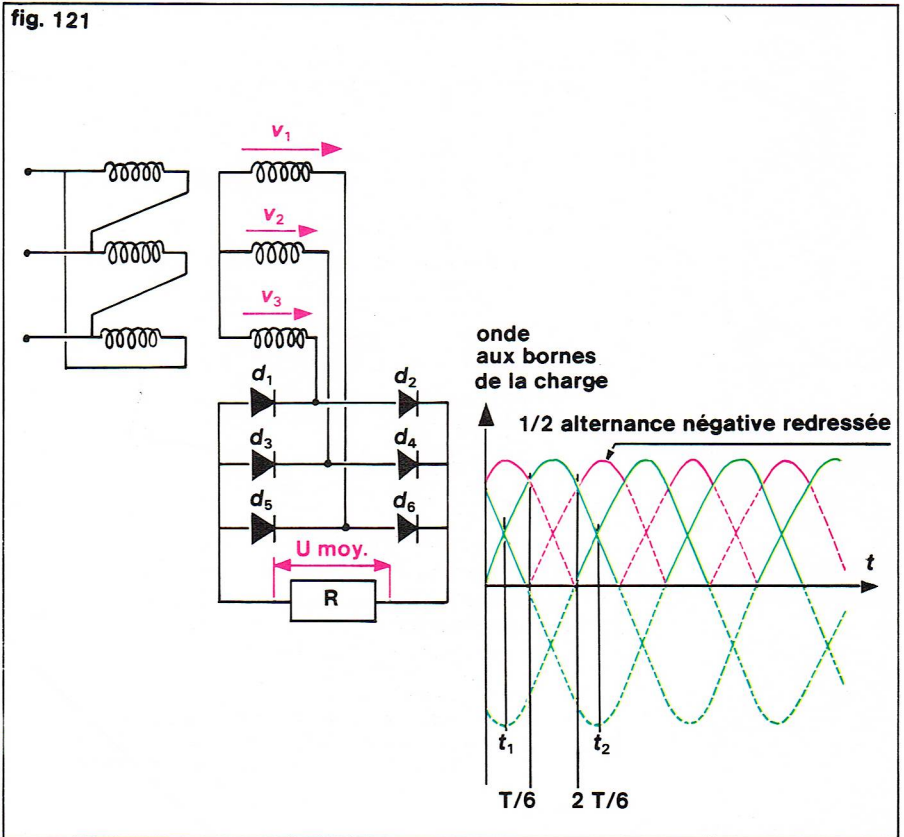 fig. 121
v1
v2
v3
d1
d2
d3
d4
d5
d6
U moy.
R
onde
aux bornes
de la charge
1/2 alternance négative redressée
t
t1
t2
T/6
2 T/6